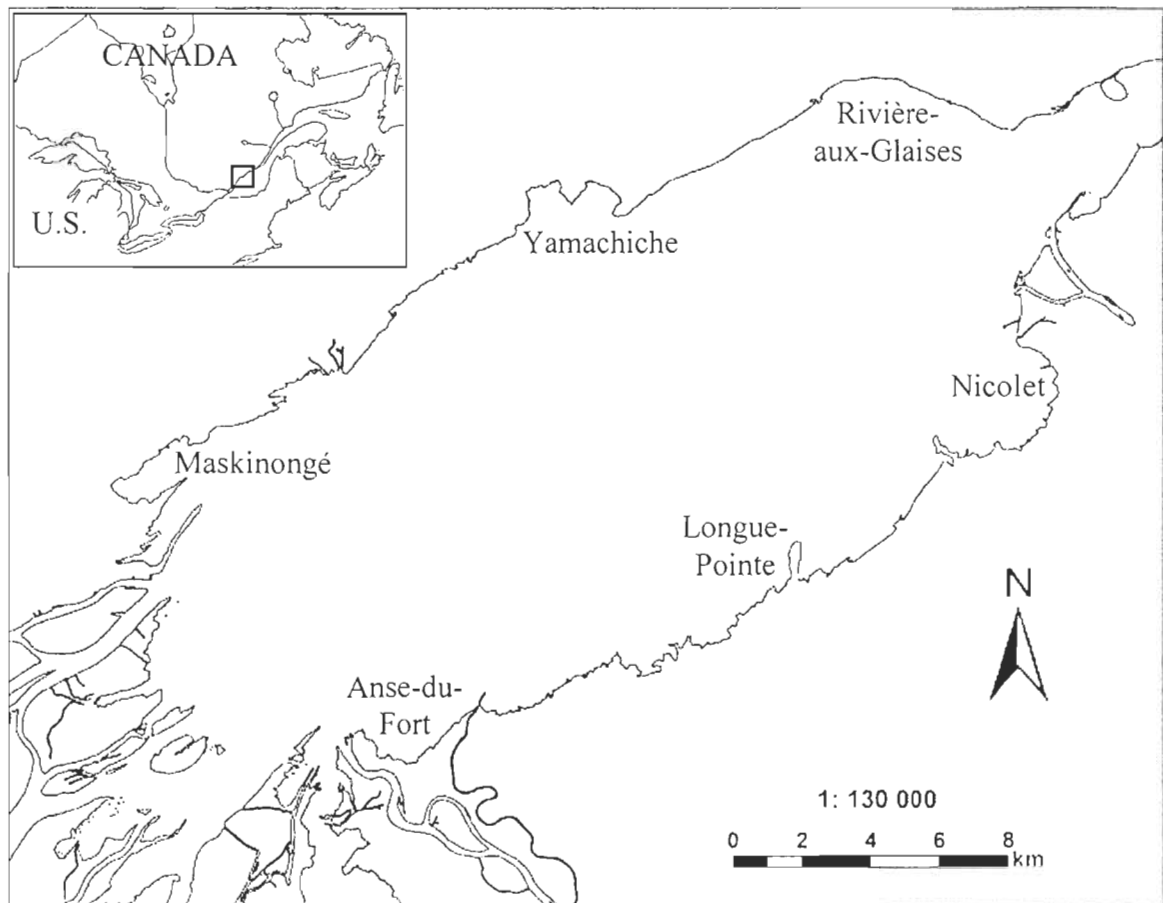 CANADA
U.S.
Rivière-
aux-Glaises
Yamachiche
Nicolet
Maskinongé
Longue-
Pointe
N
Anse-du-
Fort
1: 130 000
0 2 4 6 8
km